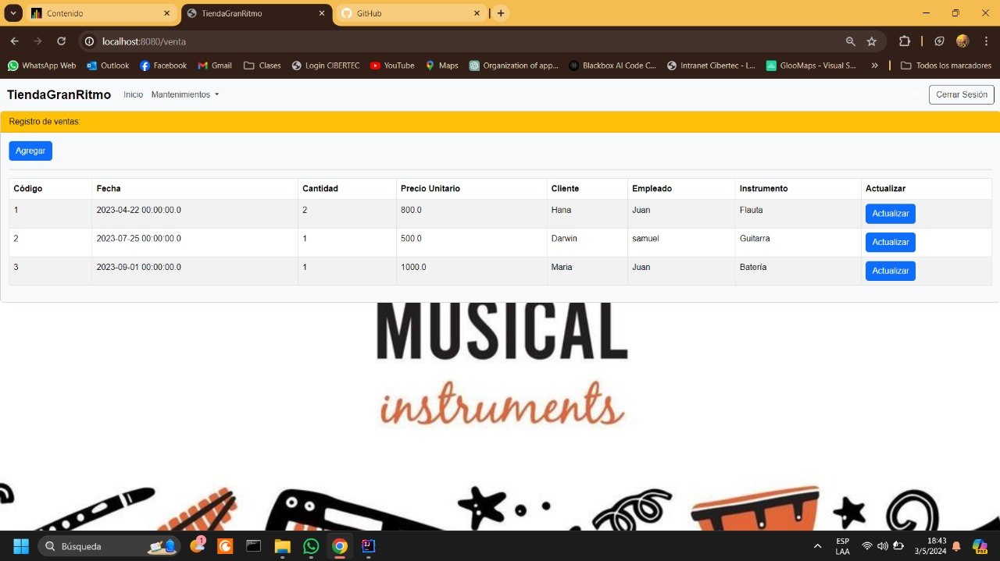 Contenido
TiendaGranRitmo
GitHub
localhost:8080/venta
WhatsApp Web Outlook Facebook Gmail Clases Login CIBERTEC YouTube Maps Organization of app... Blackbox AI Code C... Intranet Cibertec - L... GlooMaps - Visual S... » Todos los marcadores
TiendaGranRitmo Inicio Mantenimientos Cerrar Sesión
Registro de ventas:
Agregar
Código Fecha Cantidad Precio Unitario Cliente Empleado Instrumento Actualizar
1 2023-04-22 00:00:00.0 2 800.0 Hana Juan Flauta Actualizar
2 2023-07-25 00:00:00.0 1 500.0 Darwin samuel Guitarra Actualizar
3 2023-09-01 00:00:00.0 1 1000.0 Maria Juan Batería Actualizar
MUSICAL
instruments
Búsqueda
1
ESP
LAA
18:43
3/5/2024
PRE